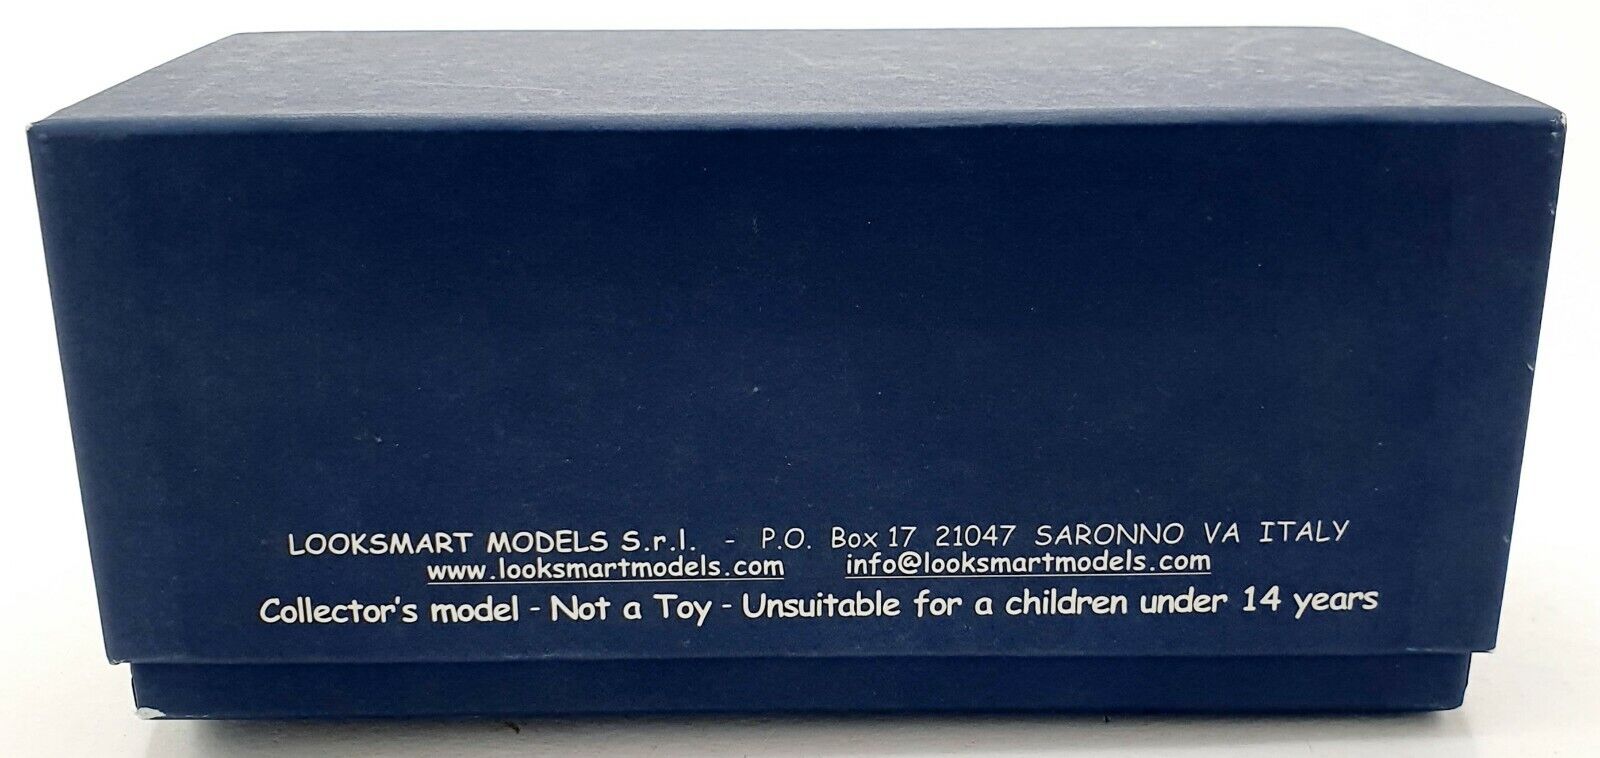 LOOKSMART MODELS S.r.l. - P.O. Box 17 21047 SARONNO VA ITALY
www.looksmartmodels.com info@looksmartmodels.com
Collector's model - Not a Toy - Unsuitable for a children under 14 years